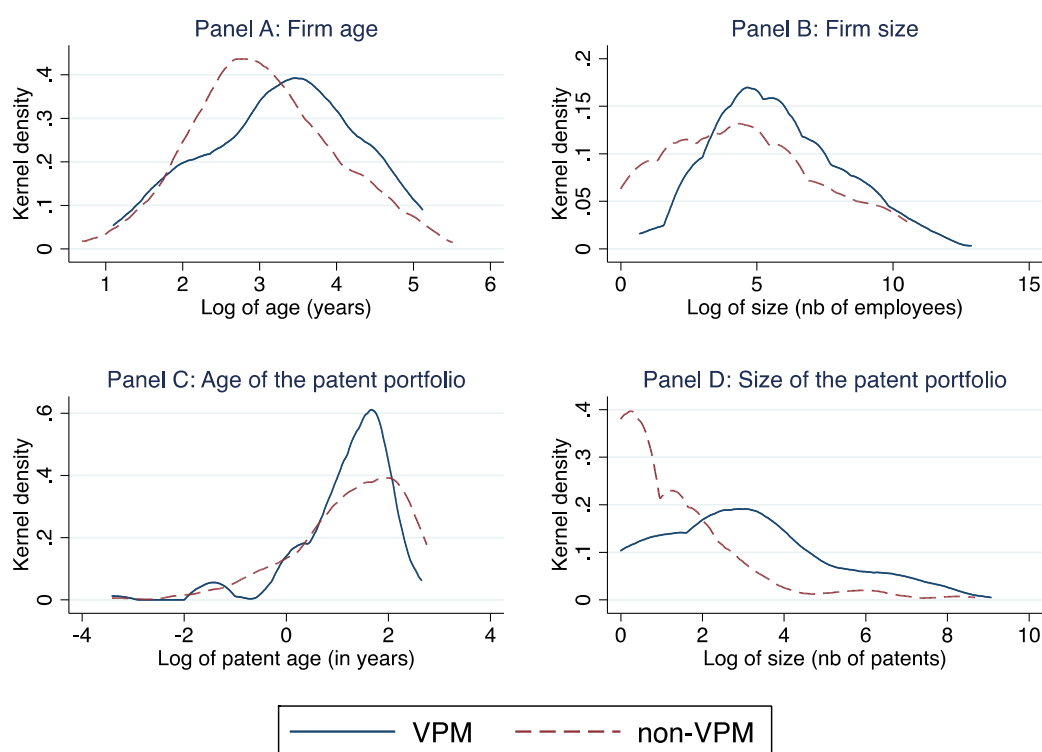 Panel A: Firm age
Kernel density
0 .1 .2 .3 .4
1 2 3 4 5 6
Log of age (years)
Panel B: Firm size
Kernel density
0 .05 .1 .15 .2
0 5 10 15
Log of size (nb of employees)
Panel C: Age of the patent portfolio
Kernel density
0 .2 .4 .6
-4 -2 0 2 4
Log of patent age (in years)
Panel D: Size of the patent portfolio
Kernel density
0 .1 .2 .3 .4
0 2 4 6 8 10
Log of size (nb of patents)
VPM non-VPM